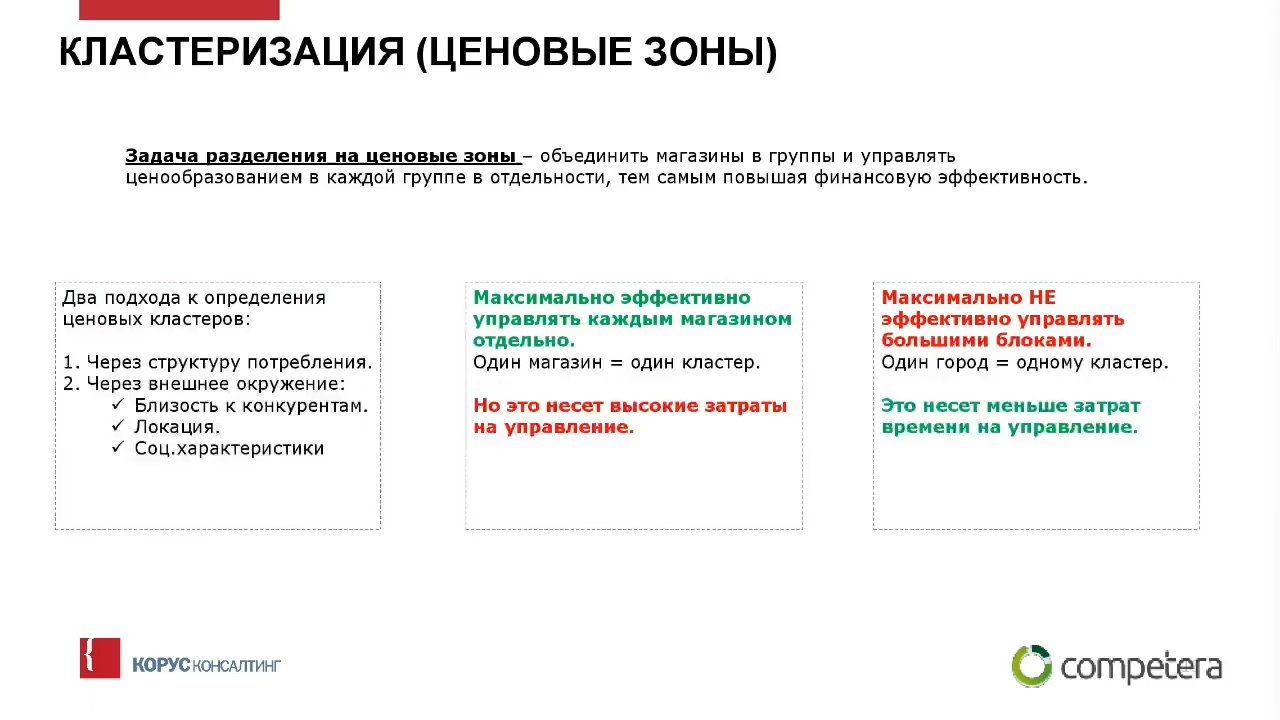 КЛАСТЕРИЗАЦИЯ (ЦЕНОВЫЕ ЗОНЫ)
Задача разделения на ценовые зоны – объединить магазины в группы и управлять
ценообразованием в каждой группе в отдельности, тем самым повышая финансовую эффективность.
Два подхода к определения
ценовых кластеров:
1. Через структуру потребления.
2. Через внешнее окружение:
✓ Близость к конкурентам.
✓ Локация.
✓ Соц.характеристики
Максимально эффективно
управлять каждым магазином
отдельно.
Один магазин = один кластер.
Но это несет высокие затраты
на управление.
Максимально НЕ
эффективно управлять
большими блоками.
Один город = одному кластер.
Это несет меньше затрат
времени на управление.
КОРУС КОНСАЛТИНГ
competera